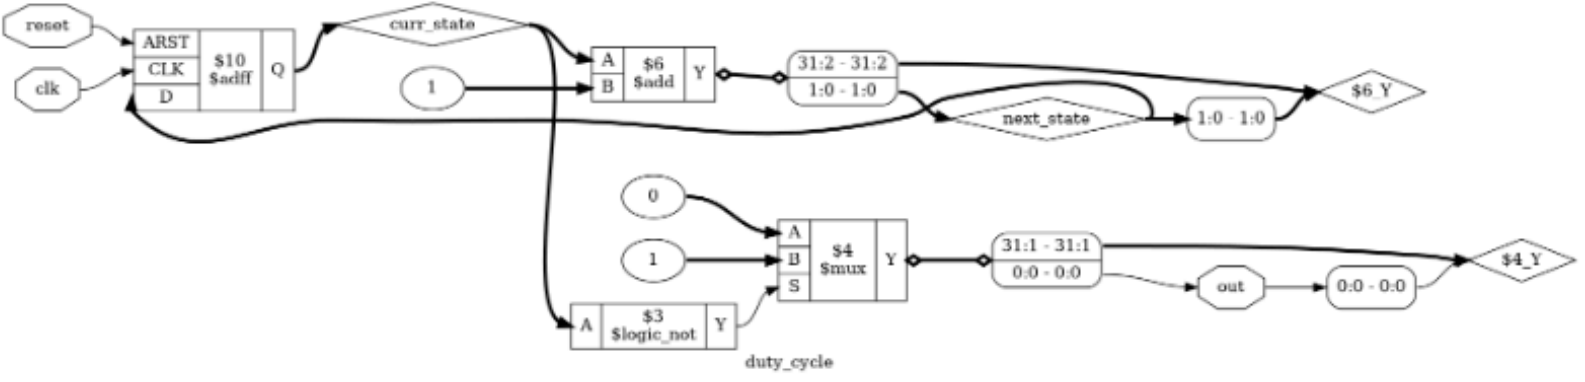 reset
clk
ARST
CLK
D
$10
$adff
Q
curr_state
1
A
B
$6
$add
Y
31:2 - 31:2
1:0 - 1:0
next_state
1:0 - 1:0
$6_Y
0
1
A
B
S
$4
$mux
Y
31:1 - 31:1
0:0 - 0:0
out
0:0 - 0:0
$4_Y
A
$3
$logic_not
Y
duty_cycle